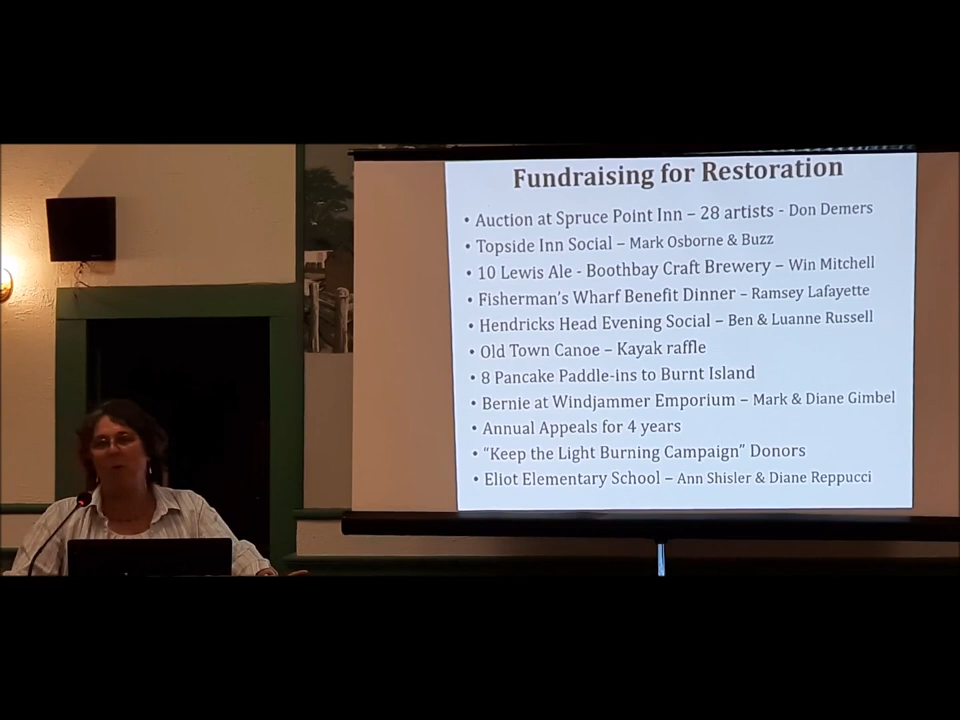 Fundraising for Restoration
• Auction at Spruce Point Inn – 28 artists - Don Demers
• Topside Inn Social – Mark Osborne & Buzz
• 10 Lewis Ale - Boothbay Craft Brewery – Win Mitchell
• Fisherman's Wharf Benefit Dinner – Ramsey Lafayette
• Hendricks Head Evening Social – Ben & Luanne Russell
• Old Town Canoe – Kayak raffle
• 8 Pancake Paddle-ins to Burnt Island
• Bernie at Windjammer Emporium – Mark & Diane Gimbel
• Annual Appeals for 4 years
• “Keep the Light Burning Campaign” Donors
• Eliot Elementary School – Ann Shisler & Diane Reppucci